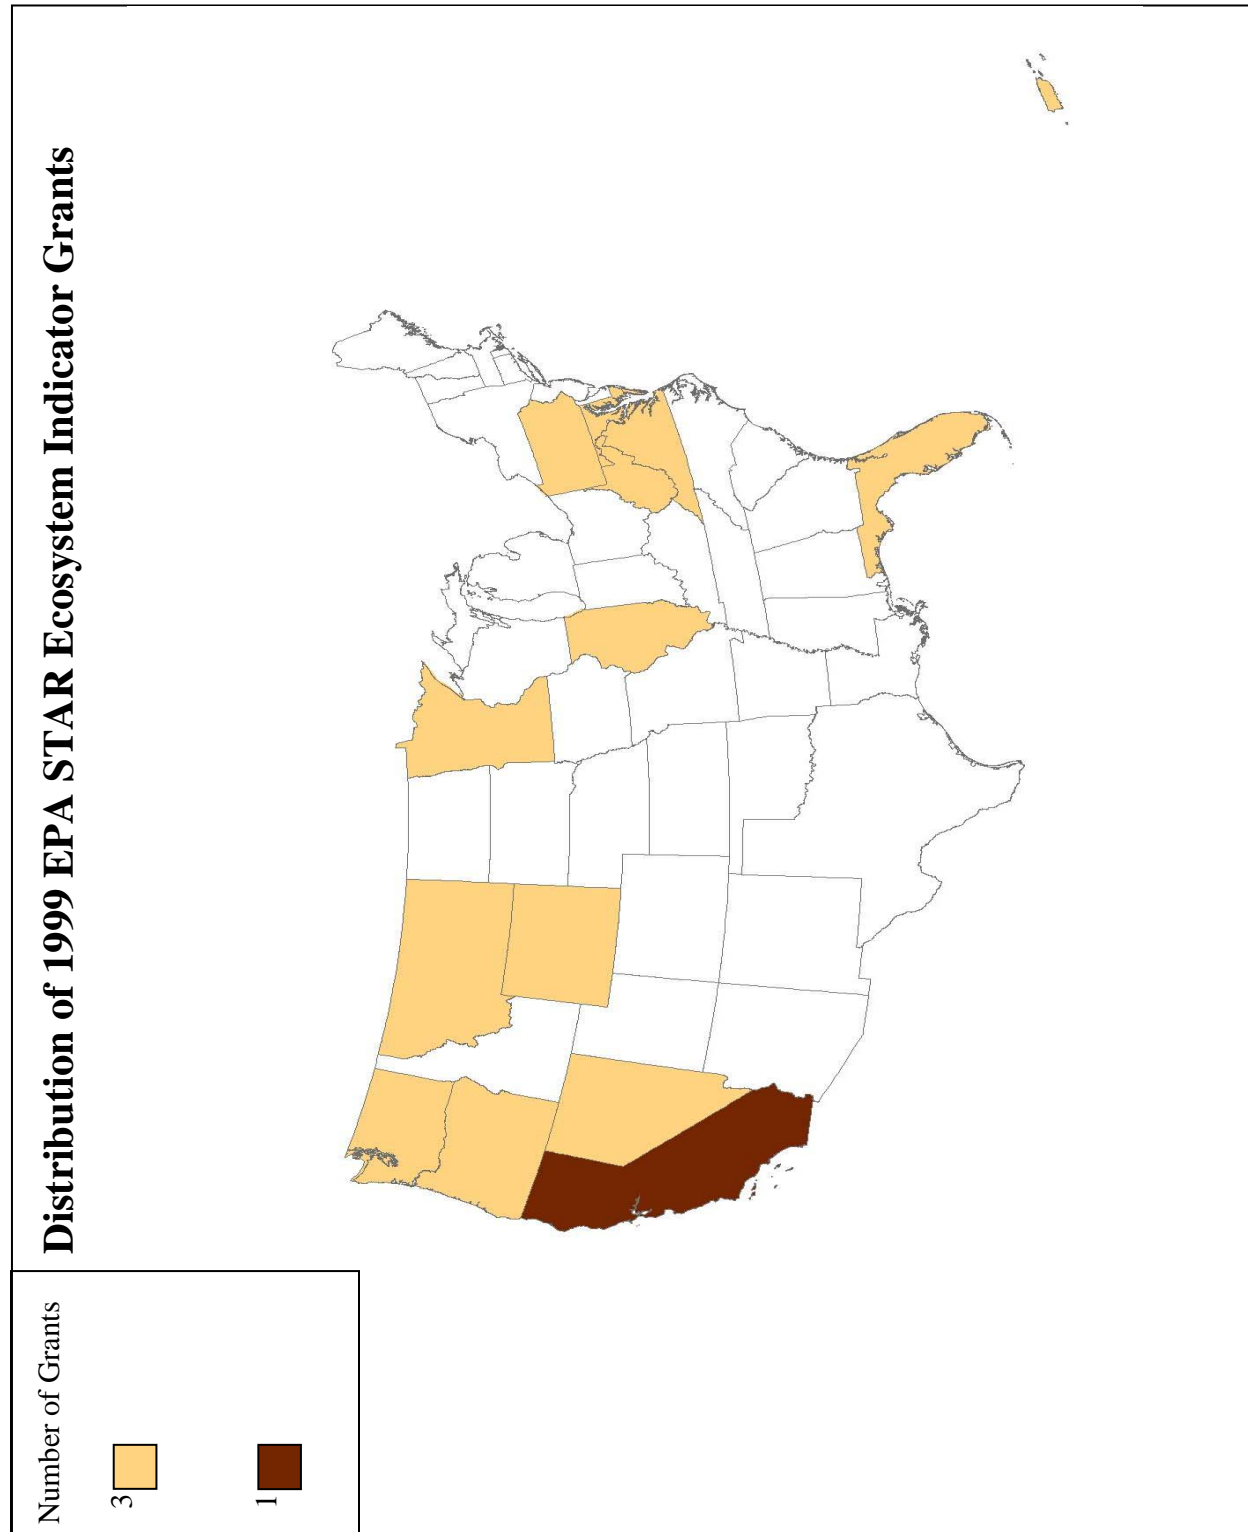 Distribution of 1999 EPA STAR Ecosystem Indicator Grants
Number of Grants
3
1